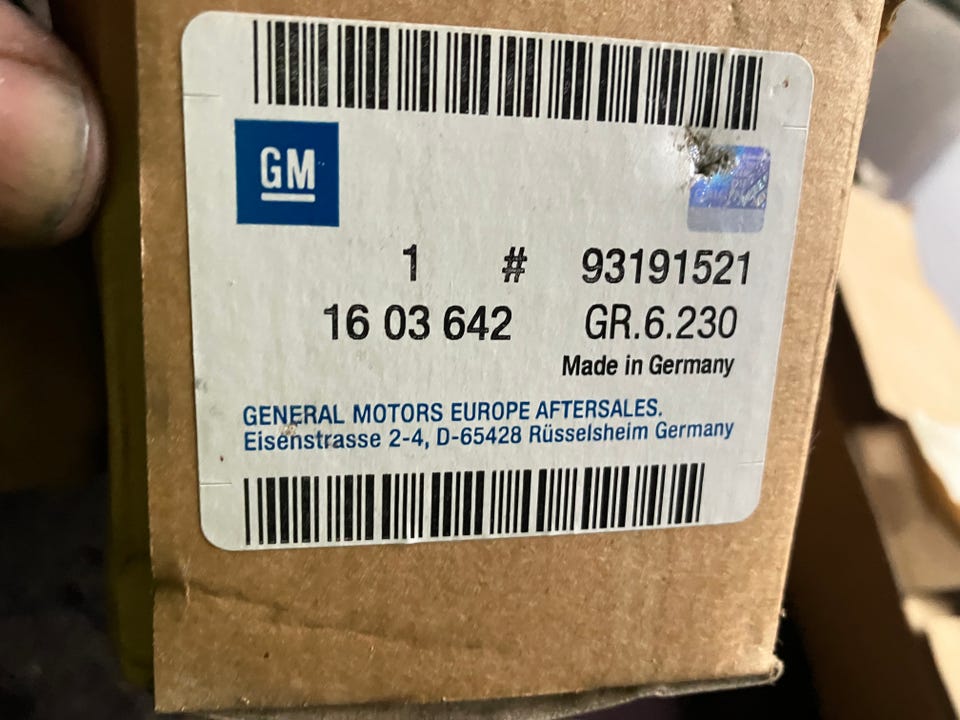 GM
1 # 93191521
16 03 642 GR.6.230
Made in Germany
GENERAL MOTORS EUROPE AFTERSALES.
Eisenstrasse 2-4, D-65428 Rüsselsheim Germany